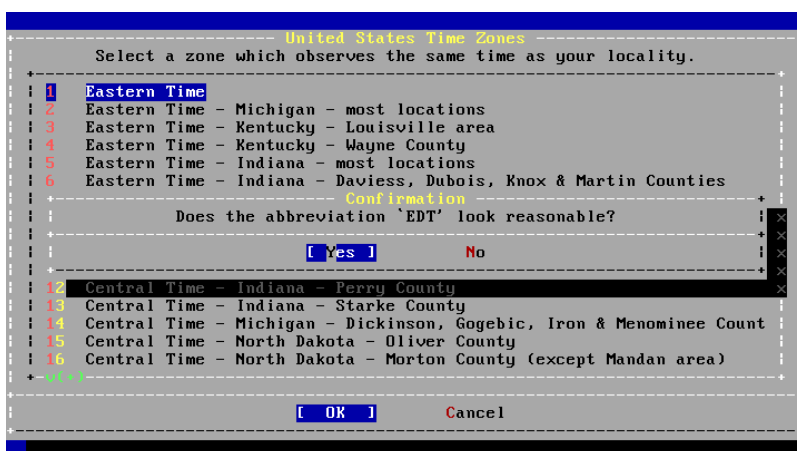 United States Time Zones
Select a zone which observes the same time as your locality.
1 Eastern Time
2 Eastern Time - Michigan - most locations
3 Eastern Time - Kentucky - Louisville area
4 Eastern Time - Kentucky - Wayne County
5 Eastern Time - Indiana - most locations
6 Eastern Time - Indiana - Daviess, Dubois, Knox & Martin Counties
Confirmation
Does the abbreviation `EDT' look reasonable?
[ Yes ] No
12 Central Time - Indiana - Perry County
13 Central Time - Indiana - Starke County
14 Central Time - Michigan - Dickinson, Gogebic, Iron & Menominee Count
15 Central Time - North Dakota - Oliver County
16 Central Time - North Dakota - Morton County (except Mandan area)
v(+)
[ OK ] Cancel